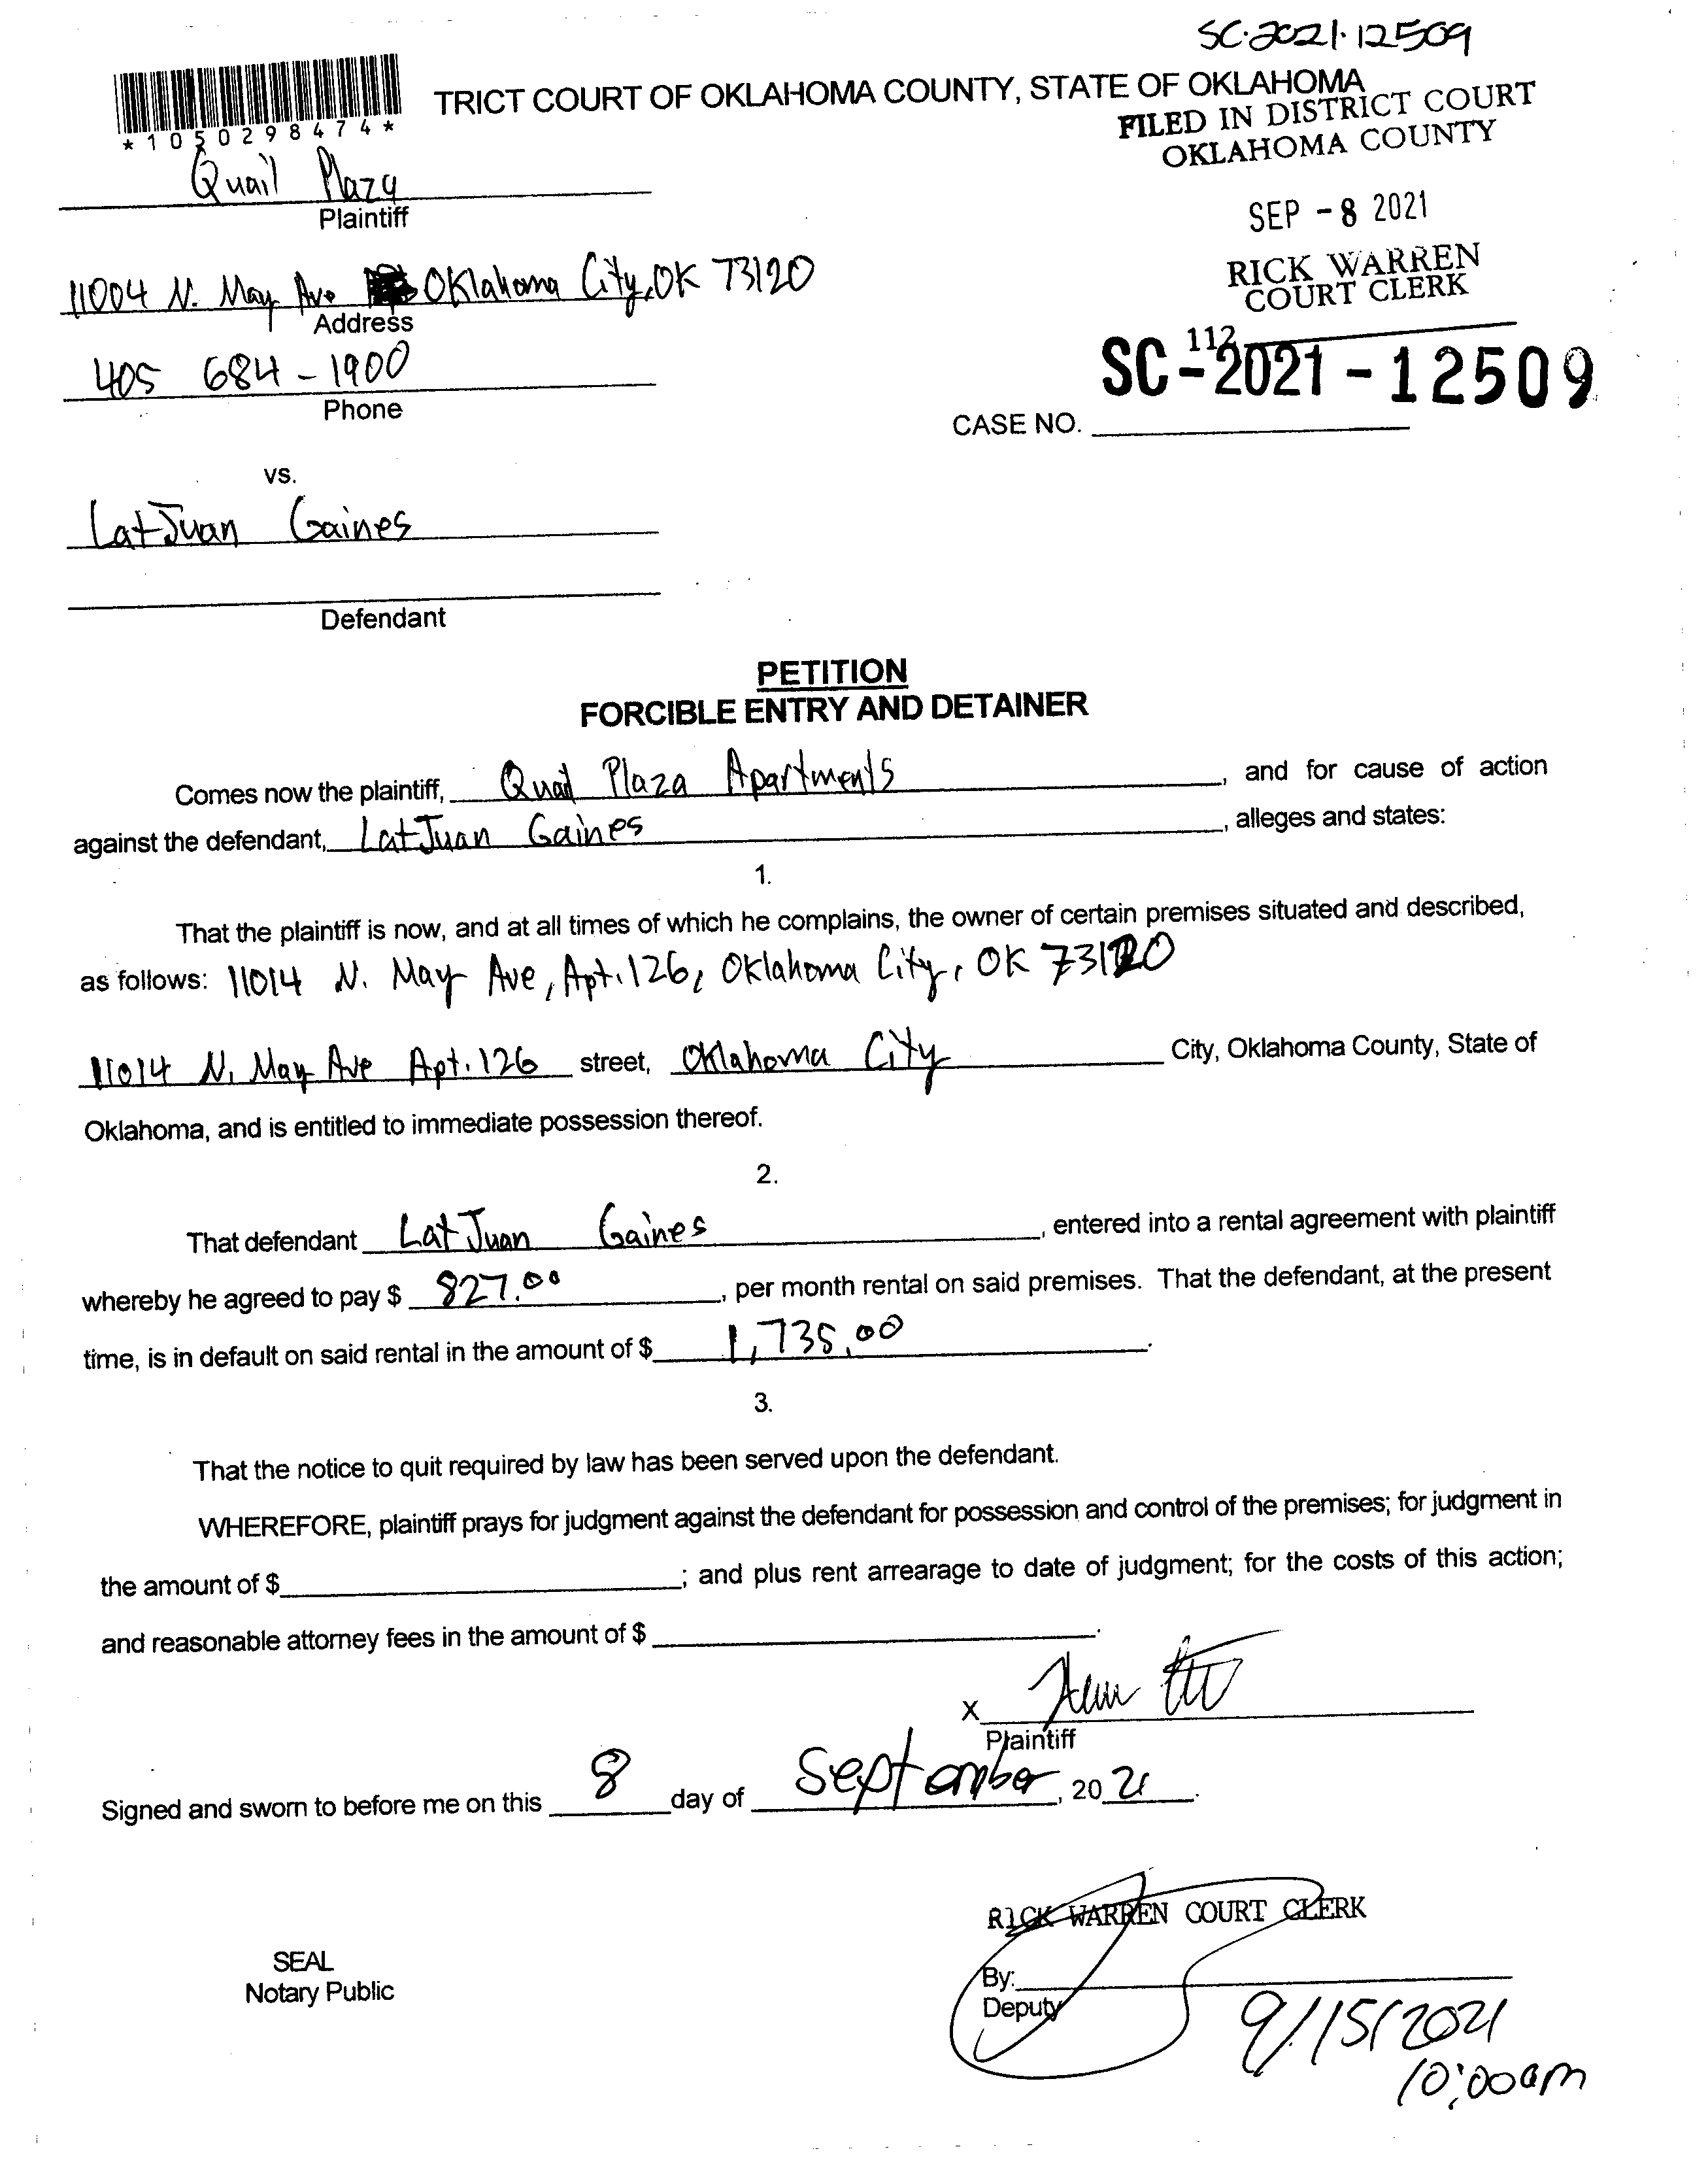 SC-2021-12509
TRICT COURT OF OKLAHOMA COUNTY, STATE OF OKLAHOMA
*1050298474*
FILED IN DISTRICT COURT
OKLAHOMA COUNTY
Quail Plaza
Plaintiff
SEP -8 2021
RICK WARREN
COURT CLERK
11004 N. May Ave Oklahoma City, OK 73120
Address
112
405 684-1900
Phone
SC-2021-12509
CASE NO.
vs.
LatJuan Gaines
Defendant
PETITION
FORCIBLE ENTRY AND DETAINER
Comes now the plaintiff, Quail Plaza Apartments, and for cause of action
against the defendant, LatJuan Gaines, alleges and states:
1.
That the plaintiff is now, and at all times of which he complains, the owner of certain premises situated and described,
as follows: 11014 N. May Ave, Apt. 126, Oklahoma City, OK 73120
11014 N. May Ave Apt. 126 street, Oklahoma City City, Oklahoma County, State of
Oklahoma, and is entitled to immediate possession thereof.
2.
That defendant LatJuan Gaines, entered into a rental agreement with plaintiff
whereby he agreed to pay $ 827.00, per month rental on said premises. That the defendant, at the present
time, is in default on said rental in the amount of $ 1,735.00.
3.
That the notice to quit required by law has been served upon the defendant.
WHEREFORE, plaintiff prays for judgment against the defendant for possession and control of the premises; for judgment in
the amount of $ ; and plus rent arrearage to date of judgment; for the costs of this action;
and reasonable attorney fees in the amount of $ .
X
Plaintiff
Signed and sworn to before me on this 8 day of September, 2021.
RICK WARREN COURT CLERK
SEAL
Notary Public
By:
Deputy
9/15/2021
10:00am